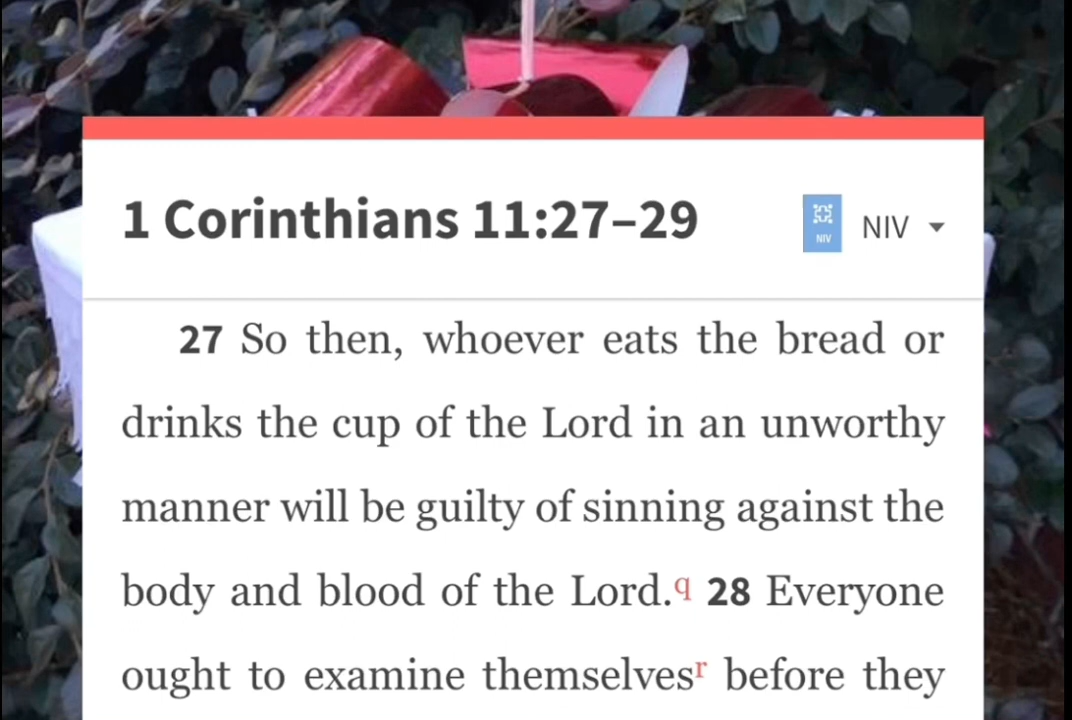 1 Corinthians 11:27–29
NIV
NIV
27 So then, whoever eats the bread or
drinks the cup of the Lord in an unworthy
manner will be guilty of sinning against the
body and blood of the Lord.q 28 Everyone
ought to examine themselvesr before they